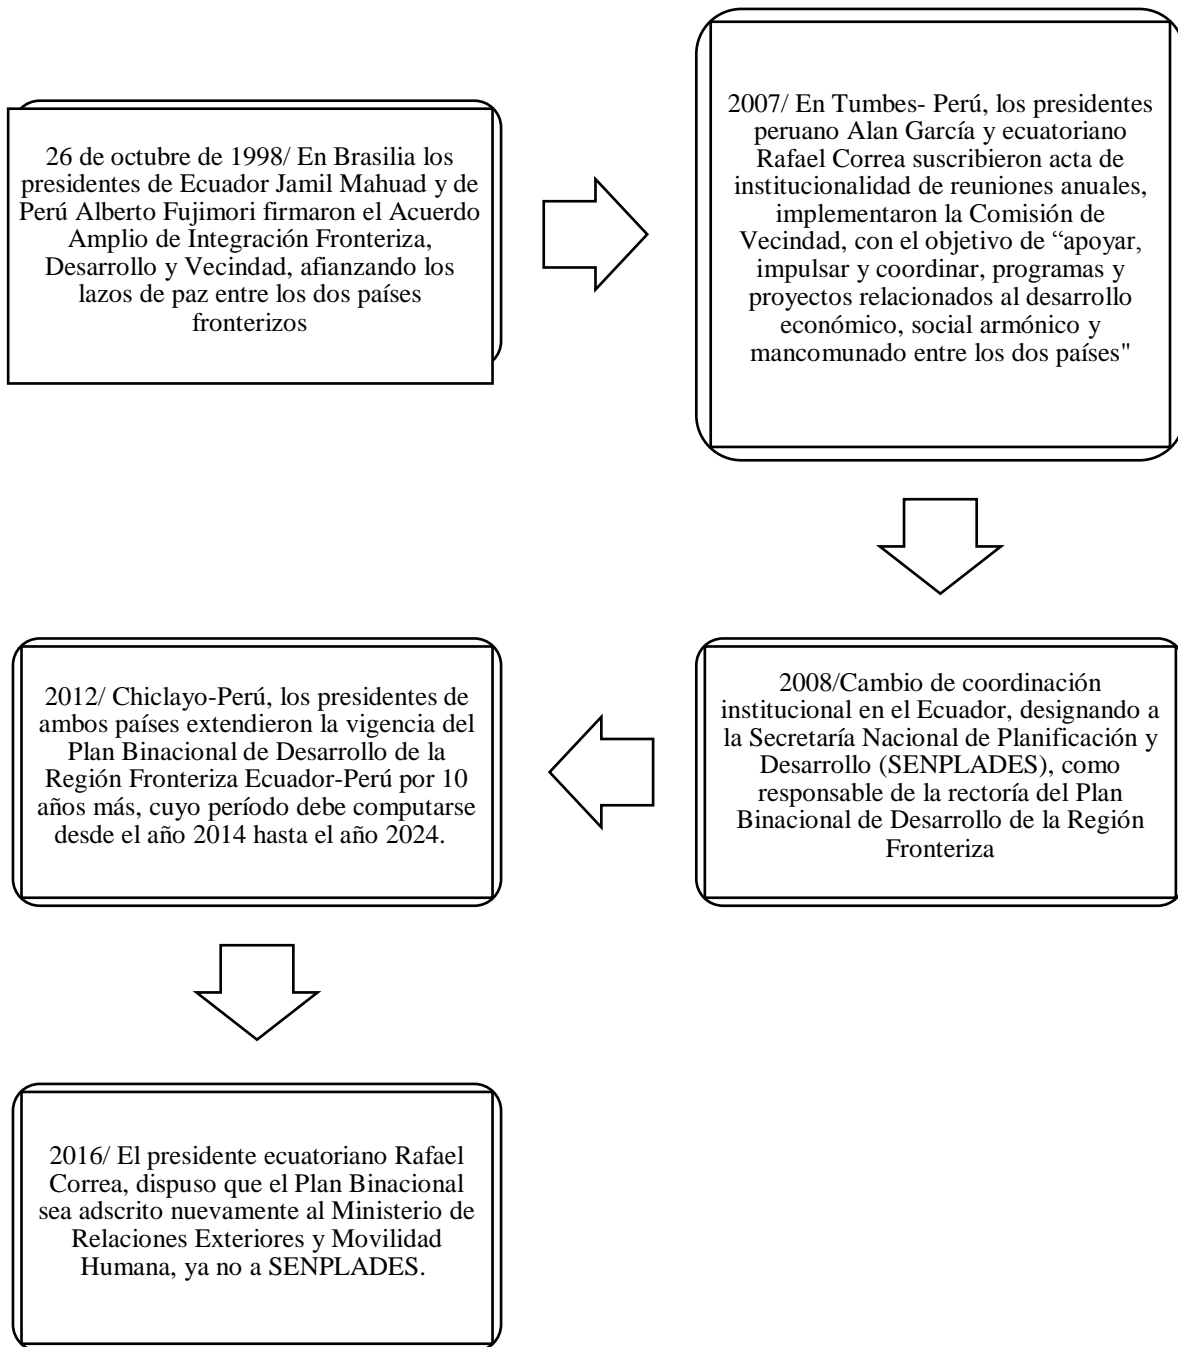 26 de octubre de 1998/ En Brasilia los
presidentes de Ecuador Jamil Mahuad y de
Perú Alberto Fujimori firmaron el Acuerdo
Amplio de Integración Fronteriza,
Desarrollo y Vecindad, afianzando los
lazos de paz entre los dos países
fronterizos
2007/ En Tumbes- Perú, los presidentes
peruano Alan García y ecuatoriano
Rafael Correa suscribieron acta de
institucionalidad de reuniones anuales,
implementaron la Comisión de
Vecindad, con el objetivo de “apoyar,
impulsar y coordinar, programas y
proyectos relacionados al desarrollo
económico, social armónico y
mancomunado entre los dos países"
2008/Cambio de coordinación
institucional en el Ecuador, designando a
la Secretaría Nacional de Planificación y
Desarrollo (SENPLADES), como
responsable de la rectoría del Plan
Binacional de Desarrollo de la Región
Fronteriza
2012/ Chiclayo-Perú, los presidentes de
ambos países extendieron la vigencia del
Plan Binacional de Desarrollo de la
Región Fronteriza Ecuador-Perú por 10
años más, cuyo período debe computarse
desde el año 2014 hasta el año 2024.
2016/ El presidente ecuatoriano Rafael
Correa, dispuso que el Plan Binacional
sea adscrito nuevamente al Ministerio de
Relaciones Exteriores y Movilidad
Humana, ya no a SENPLADES.